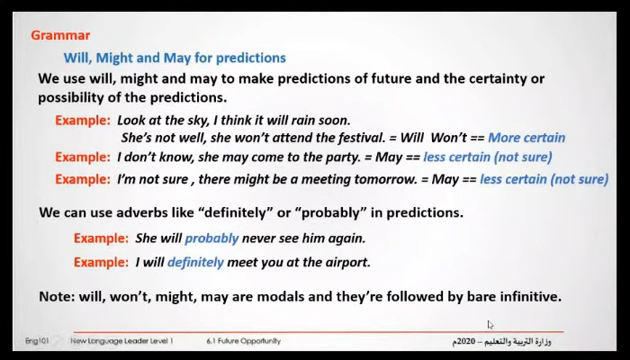 Grammar
Will, Might and May for predictions
We use will, might and may to make predictions of future and the certainty or
possibility of the predictions.
Example: Look at the sky, I think it will rain soon.
She's not well, she won't attend the festival. = Will Won't == More certain
Example: I don't know, she may come to the party. = May == less certain (not sure)
Example: I'm not sure , there might be a meeting tomorrow. = May == less certain (not sure)
We can use adverbs like “definitely” or “probably” in predictions.
Example: She will probably never see him again.
Example: I will definitely meet you at the airport.
Note: will, won't, might, may are modals and they're followed by bare infinitive.
Eng101 New Language Leader Level 1 6.1 Future Opportunity وزارة التربية والتعليم – 2020م